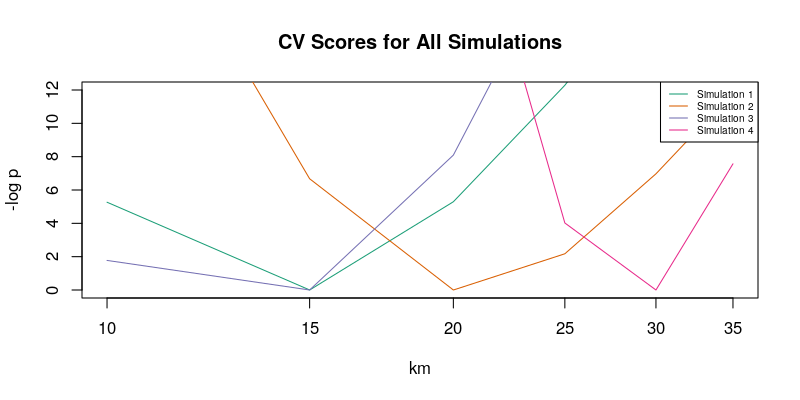 CV Scores for All Simulations
Simulation 1
Simulation 2
Simulation 3
Simulation 4
-log p
12
10
8
6
4
2
0
10 15 20 25 30 35
km